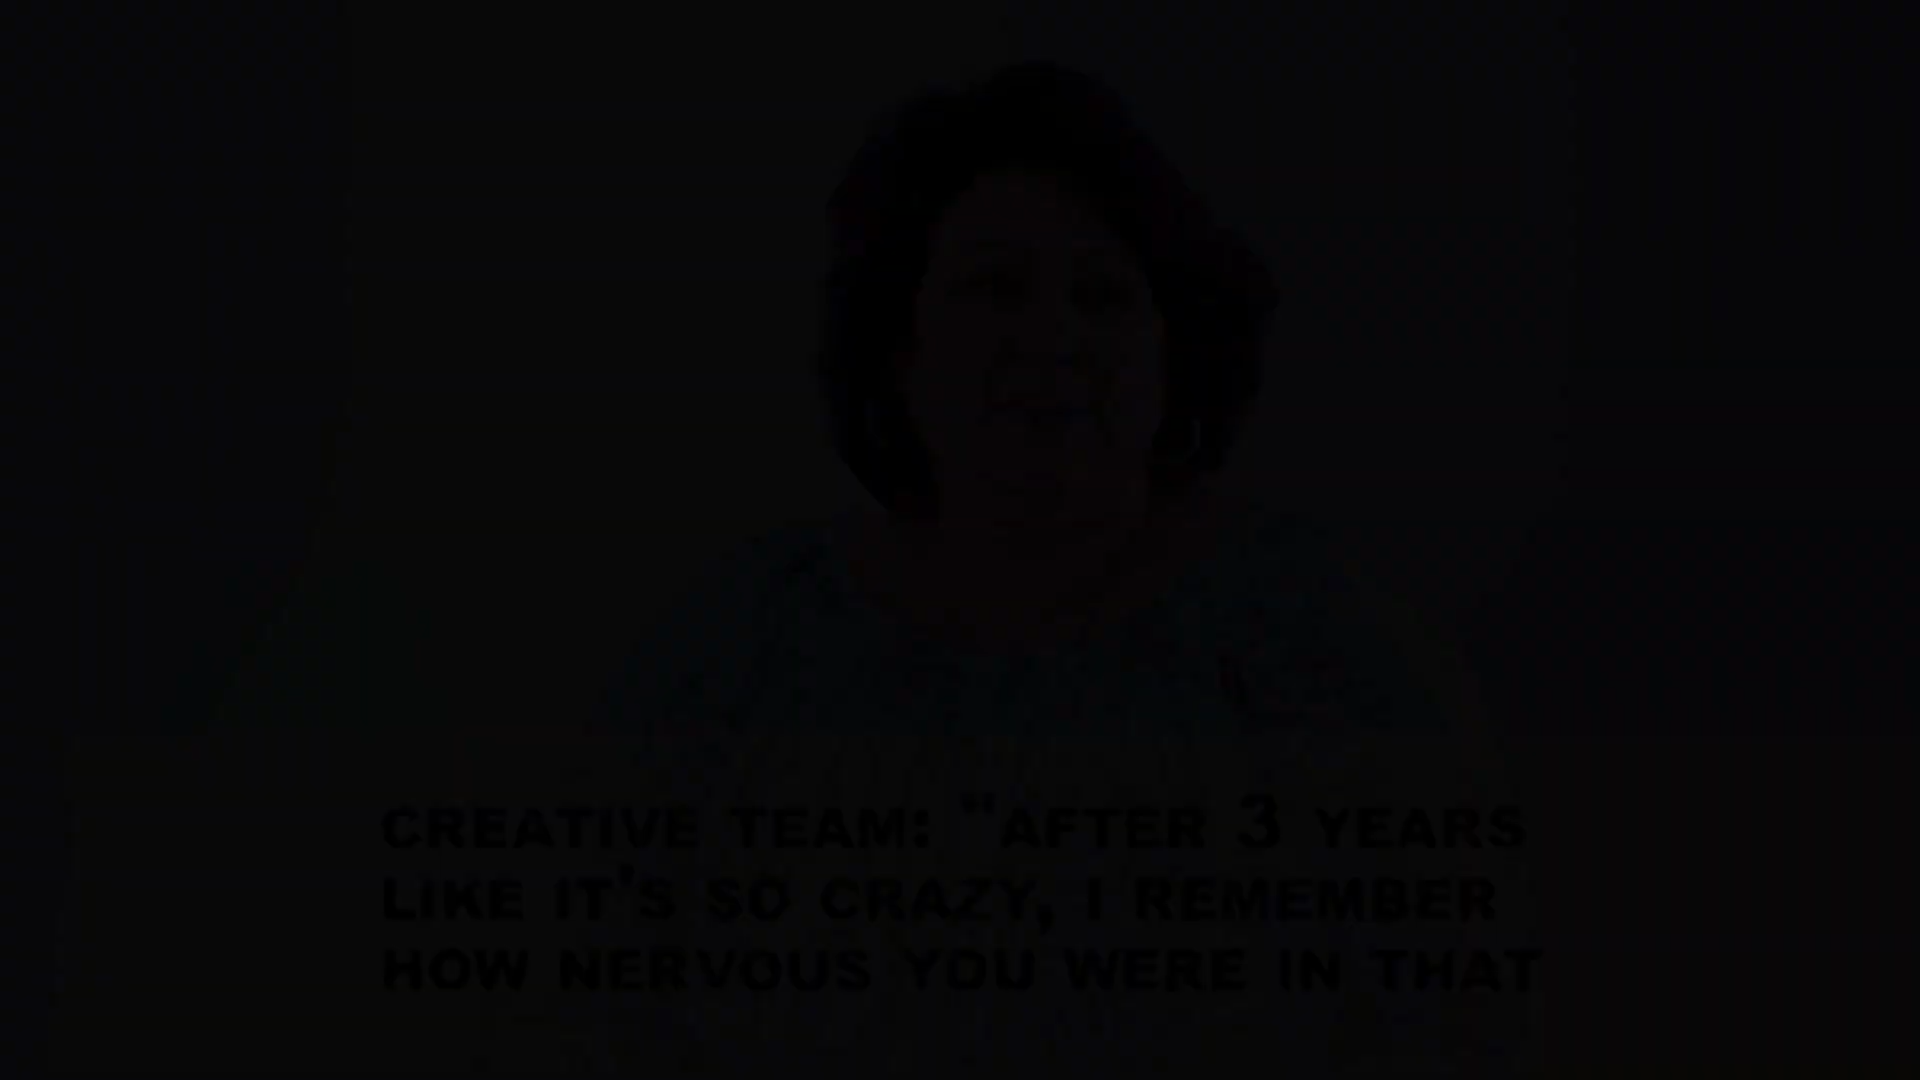 CREATIVE TEAM: "AFTER 3 YEARS
LIKE IT'S SO CRAZY, I REMEMBER
HOW NERVOUS YOU WERE IN THAT